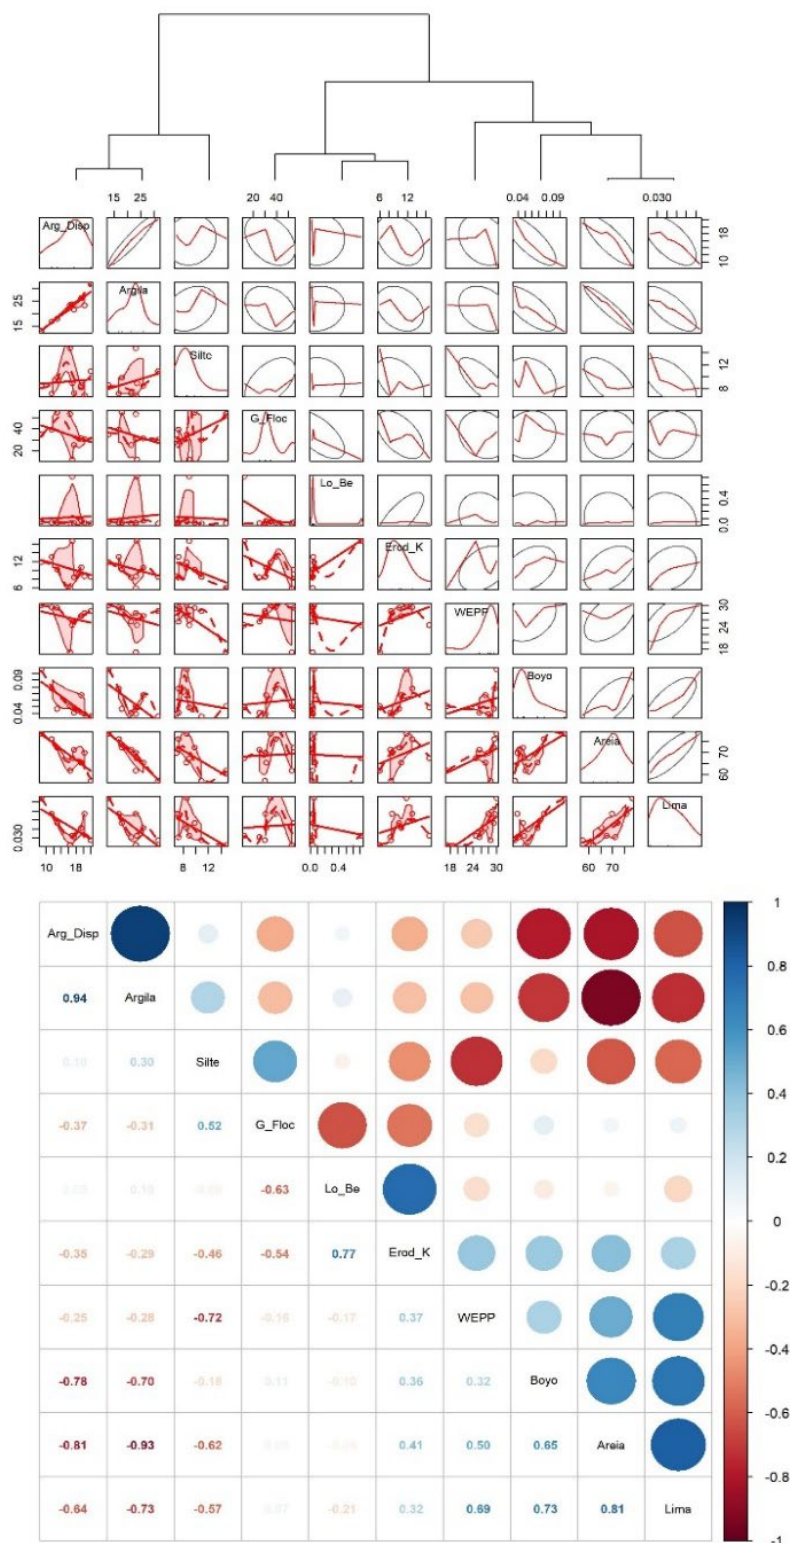 15 25 20 40 6 12 0.04 0.09 0.030
Arg_Disp
10 18
Argila
15 25
Silte
8 12
G_Floc
20 40
Lo_Be
0.0 0.4
Erod_K
6 12
WEPP
18 24 30
Boyo
0.04 0.09
Areia
60 70
Lima
0.030
10 18 8 12 0.0 0.4 18 24 30 60 70
1
Arg_Disp
0.8
0.94 Argila
0.6
0.10 0.30 Silte
0.4
-0.37 -0.31 0.52 G_Floc
0.2
0.10 -0.63 Lo_Be
0
-0.35 -0.29 -0.46 -0.54 0.77 Erod_K
-0.2
-0.25 -0.28 -0.72 -0.16 -0.17 0.37 WEPP
-0.4
-0.78 -0.70 -0.18 0.11 -0.10 0.36 0.32 Boyo
-0.6
-0.81 -0.93 -0.62 0.41 0.50 0.65 Areia
-0.8
-0.64 -0.73 -0.57 0.07 -0.21 0.32 0.69 0.73 0.81 Lima
-1